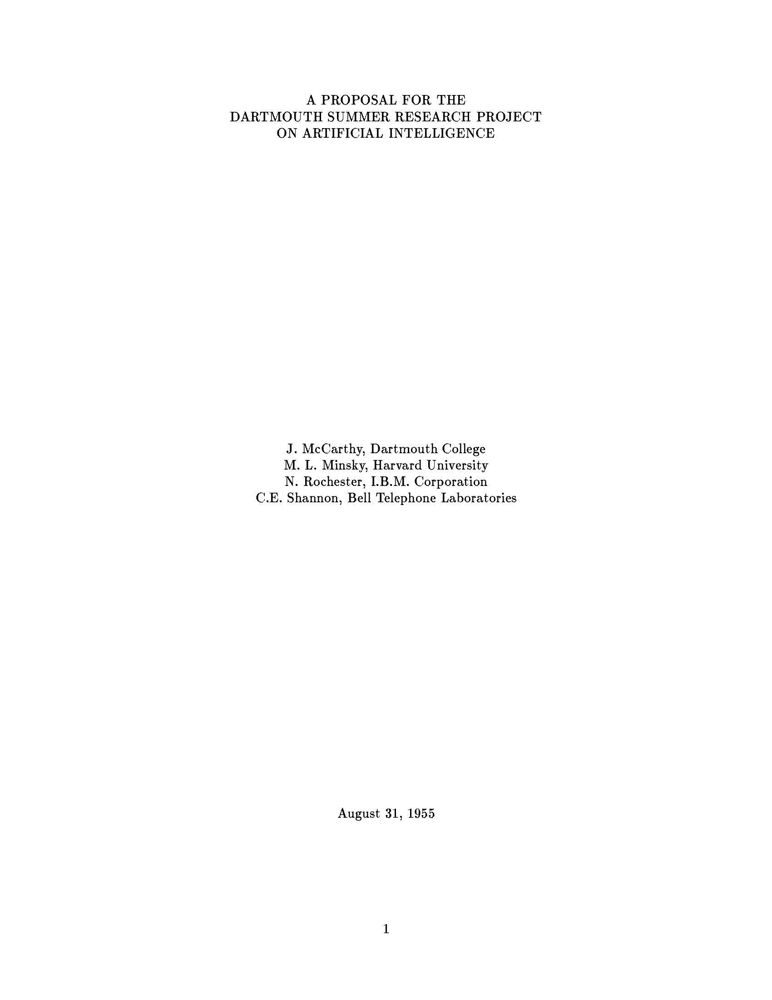 A PROPOSAL FOR THE
DARTMOUTH SUMMER RESEARCH PROJECT
ON ARTIFICIAL INTELLIGENCE
J. McCarthy, Dartmouth College
M. L. Minsky, Harvard University
N. Rochester, I.B.M. Corporation
C.E. Shannon, Bell Telephone Laboratories
August 31, 1955
1